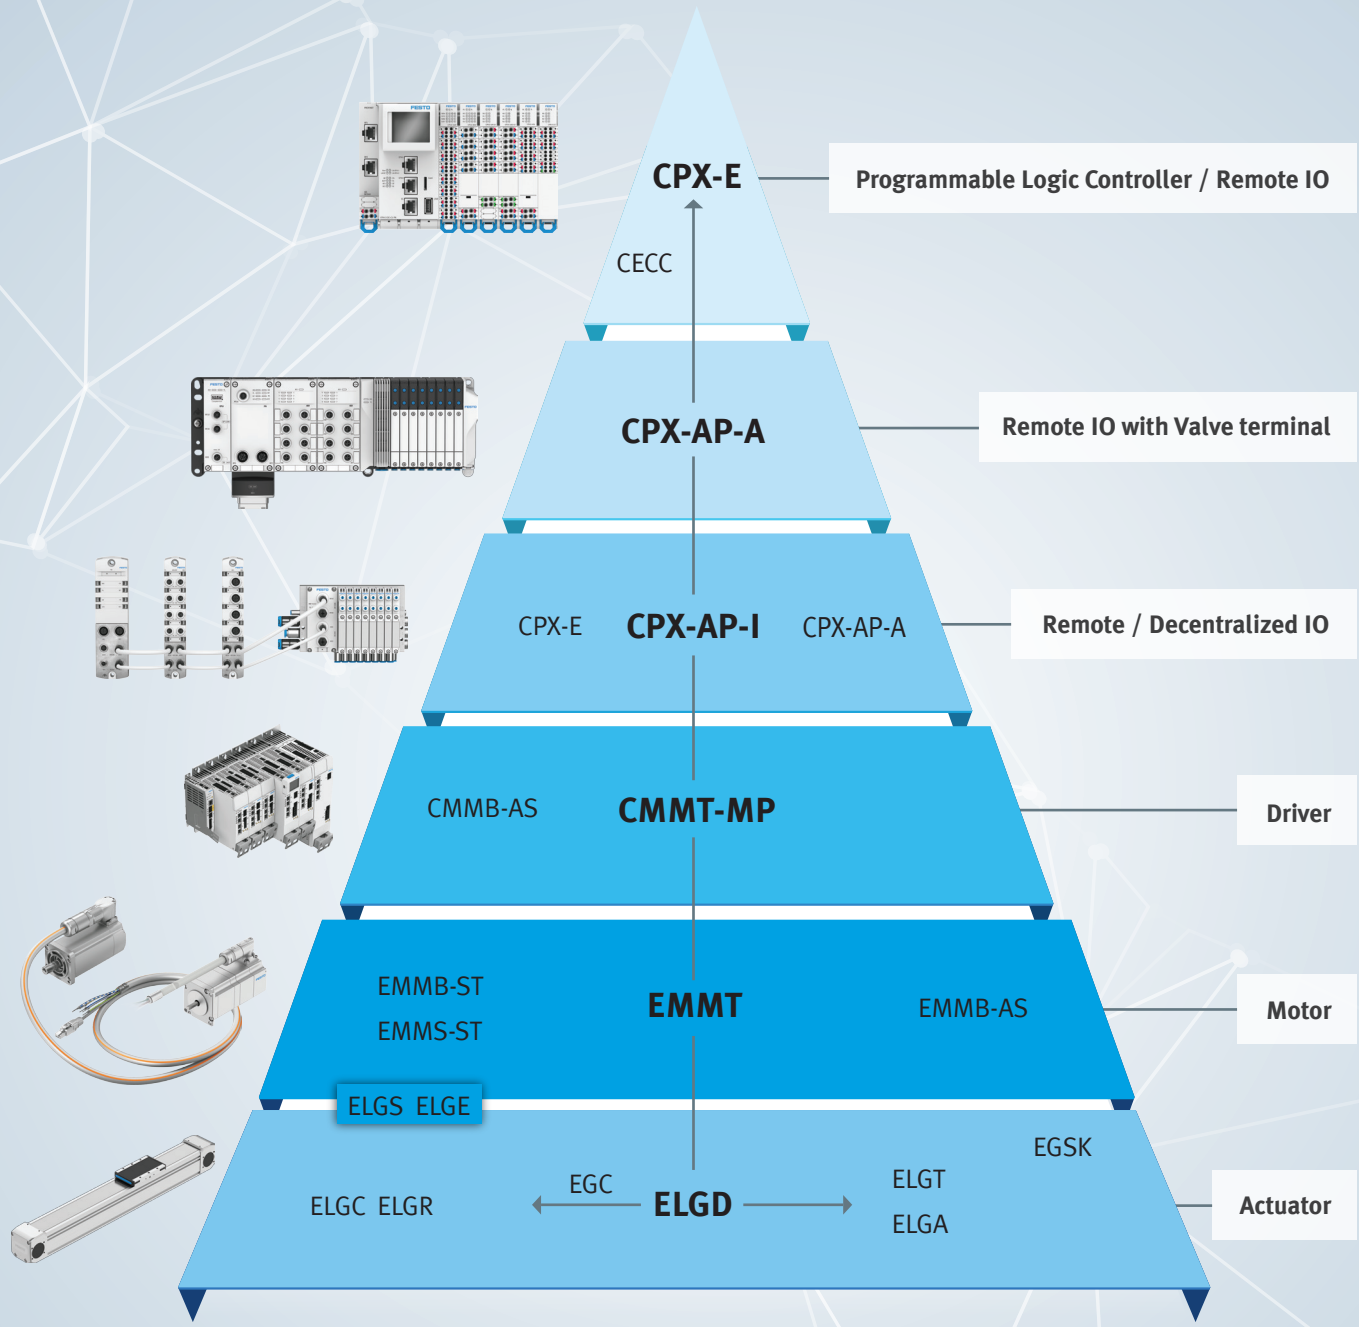 FESTO
CPX-E
Programmable Logic Controller / Remote IO
CECC
CPX-AP-A
Remote IO with Valve terminal
CPX-E CPX-AP-I CPX-AP-A
Remote / Decentralized IO
CMMB-AS CMMT-MP
Driver
EMMB-ST
EMMS-ST
EMMT
EMMB-AS
Motor
ELGS ELGE
EGSK
EGC
ELGT
ELGC ELGR
ELGD
ELGA
Actuator